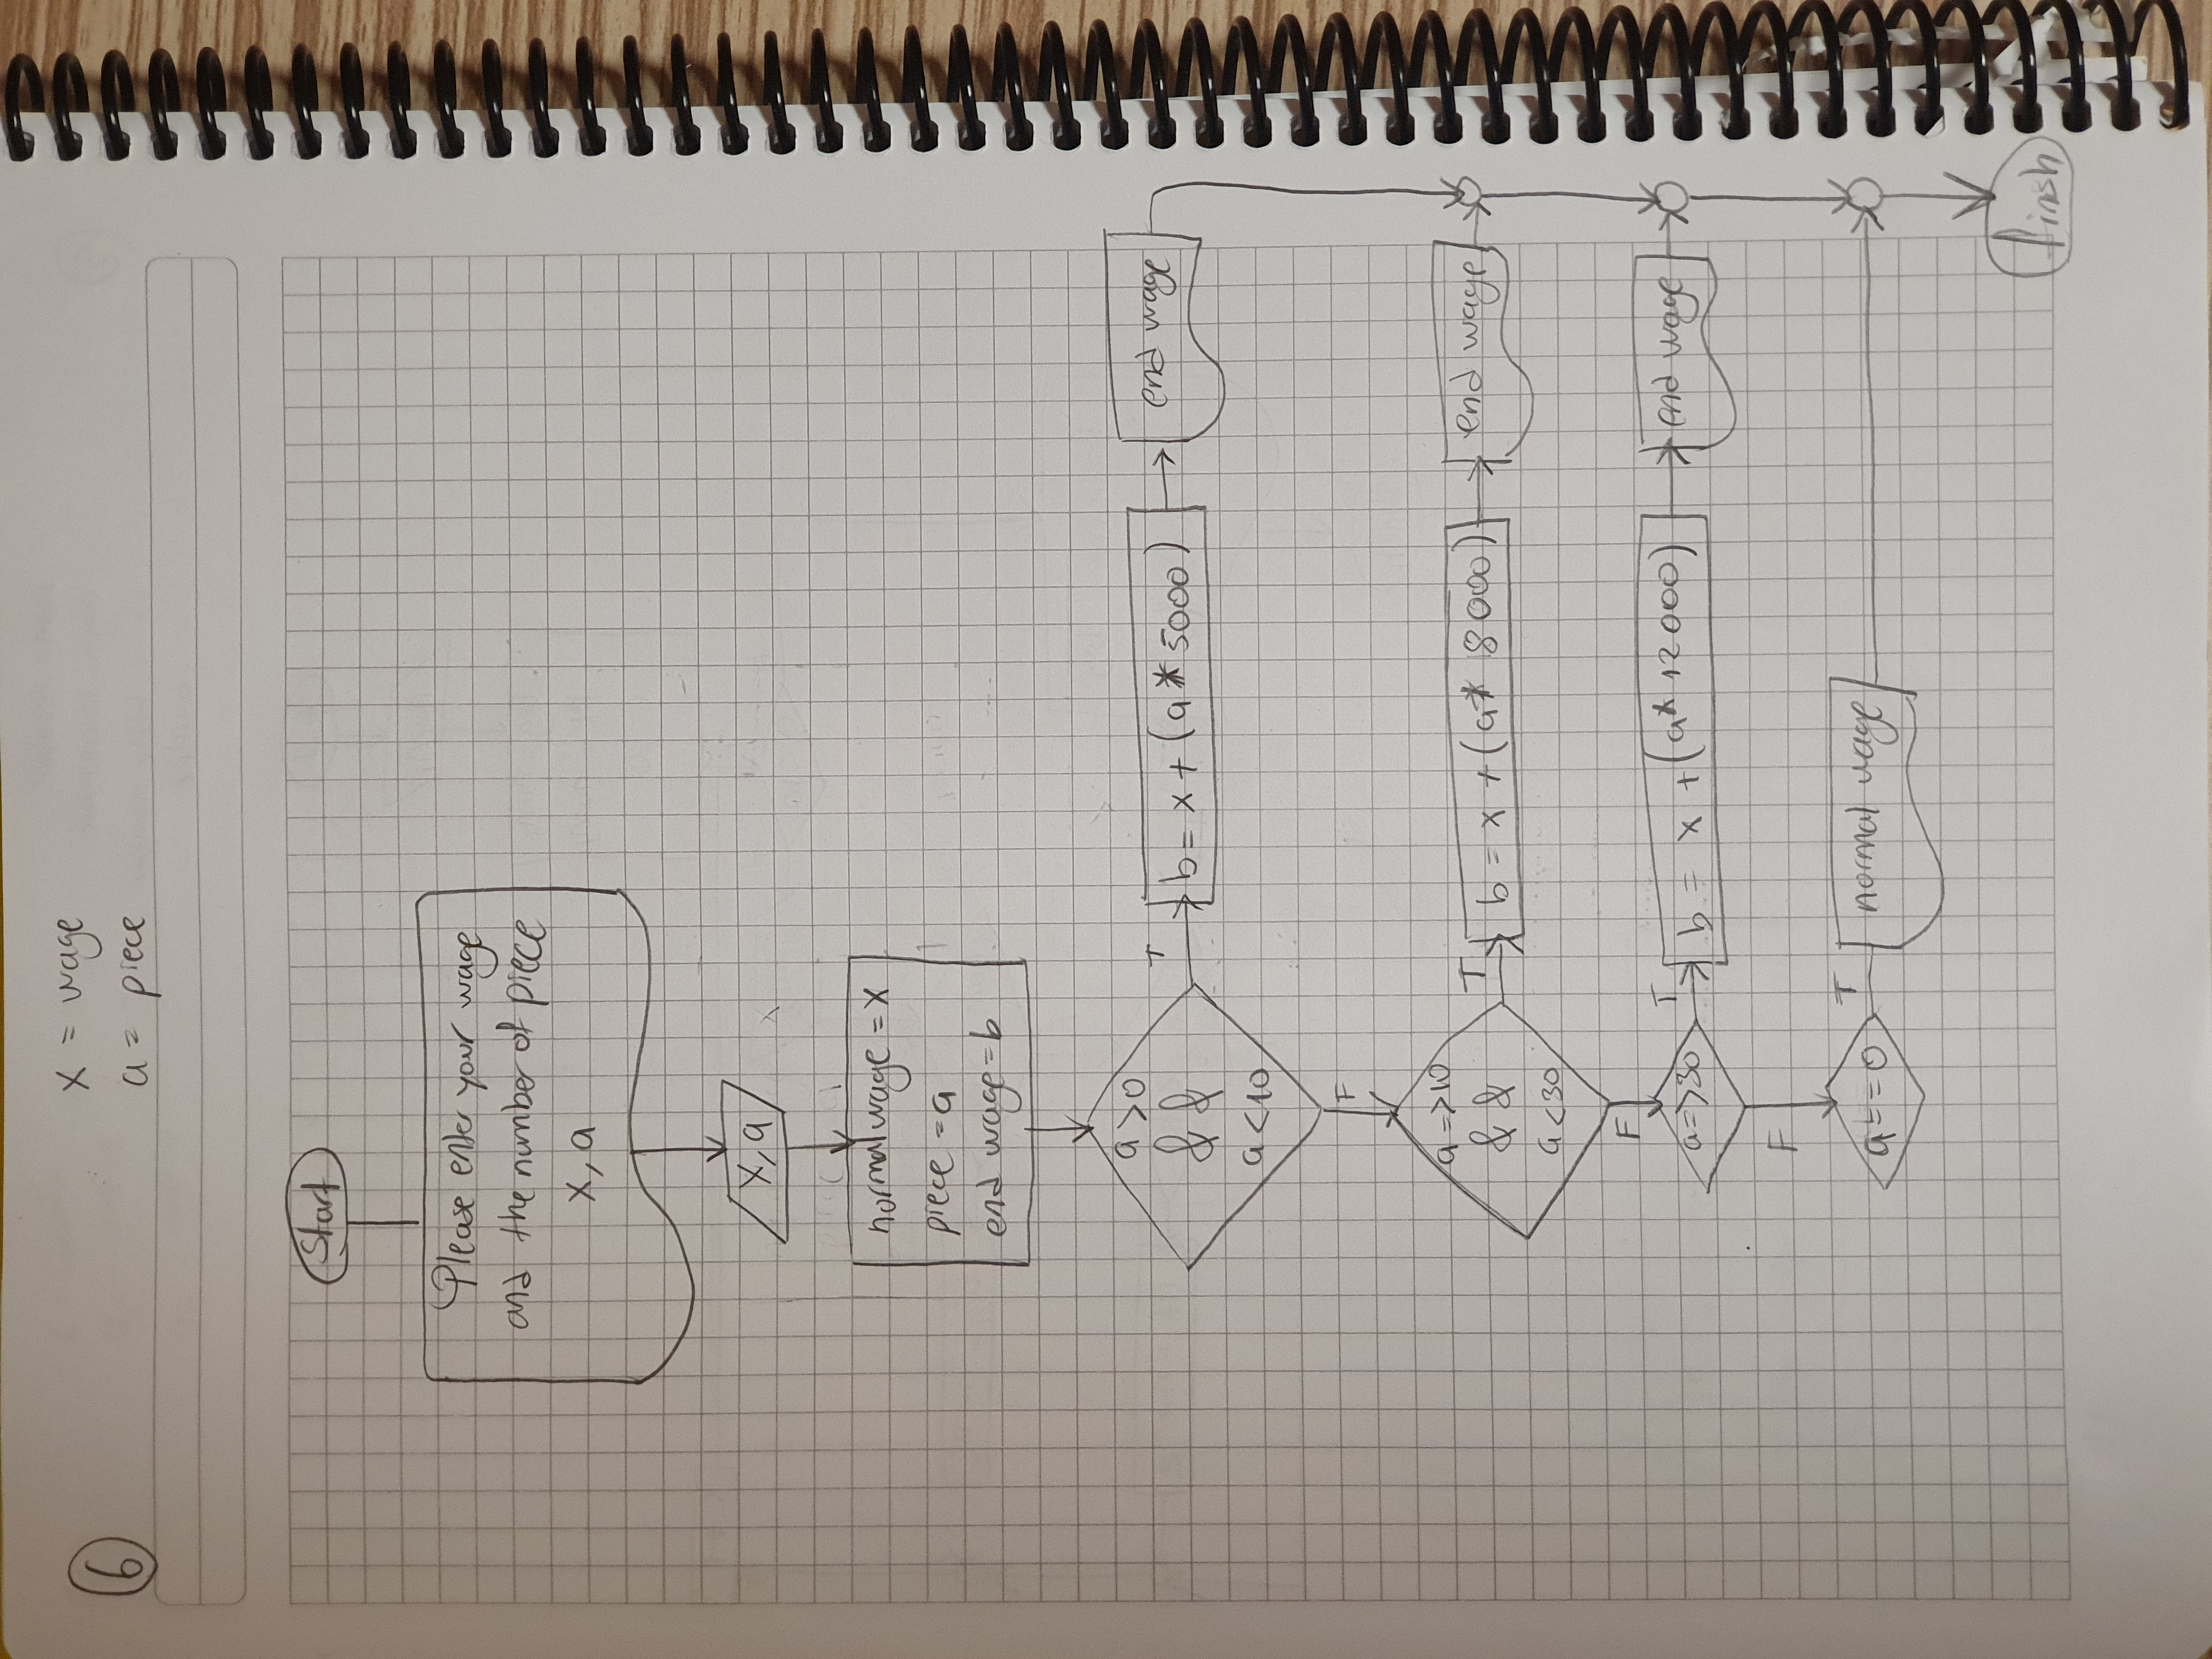 6
x = wage
a = piece
Start
Please enter your wage
and the number of piece
x, a
x, a
normal wage = x
piece = a
end wage = b
a > 0
&&
a < 10
T
b = x + (a * 5000)
end wage
F
a => 10
&&
a < 30
T
b = x + (a * 8000)
end wage
F
a => 30
T
b = x + (a * 12000)
end wage
F
a == 0
T
normal wage
finsh